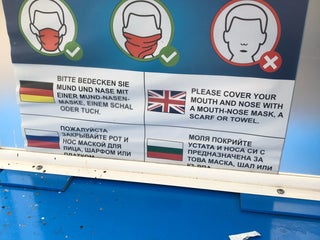 BITTE BEDECKEN SIE
MUND UND NASE MIT
EINER MUND-NASEN-
MASKE, EINEM SCHAL
ODER TUCH.
PLEASE COVER YOUR
MOUTH AND NOSE WITH
A MOUTH-NOSE MASK, A
SCARF OR TOWEL.
ПОЖАЛУЙСТА
ЗАКРЫВАЙТЕ РОТ И
НОС МАСКОЙ ДЛЯ
ЛИЦА, ШАРФОМ ИЛИ
ПЛАТКОМ
МОЛЯ ПОКРИЙТЕ
УСТАТА И НОСА СИ С
ПРЕДНАЗНАЧЕНА ЗА
ТОВА МАСКА, ШАЛ ИЛИ